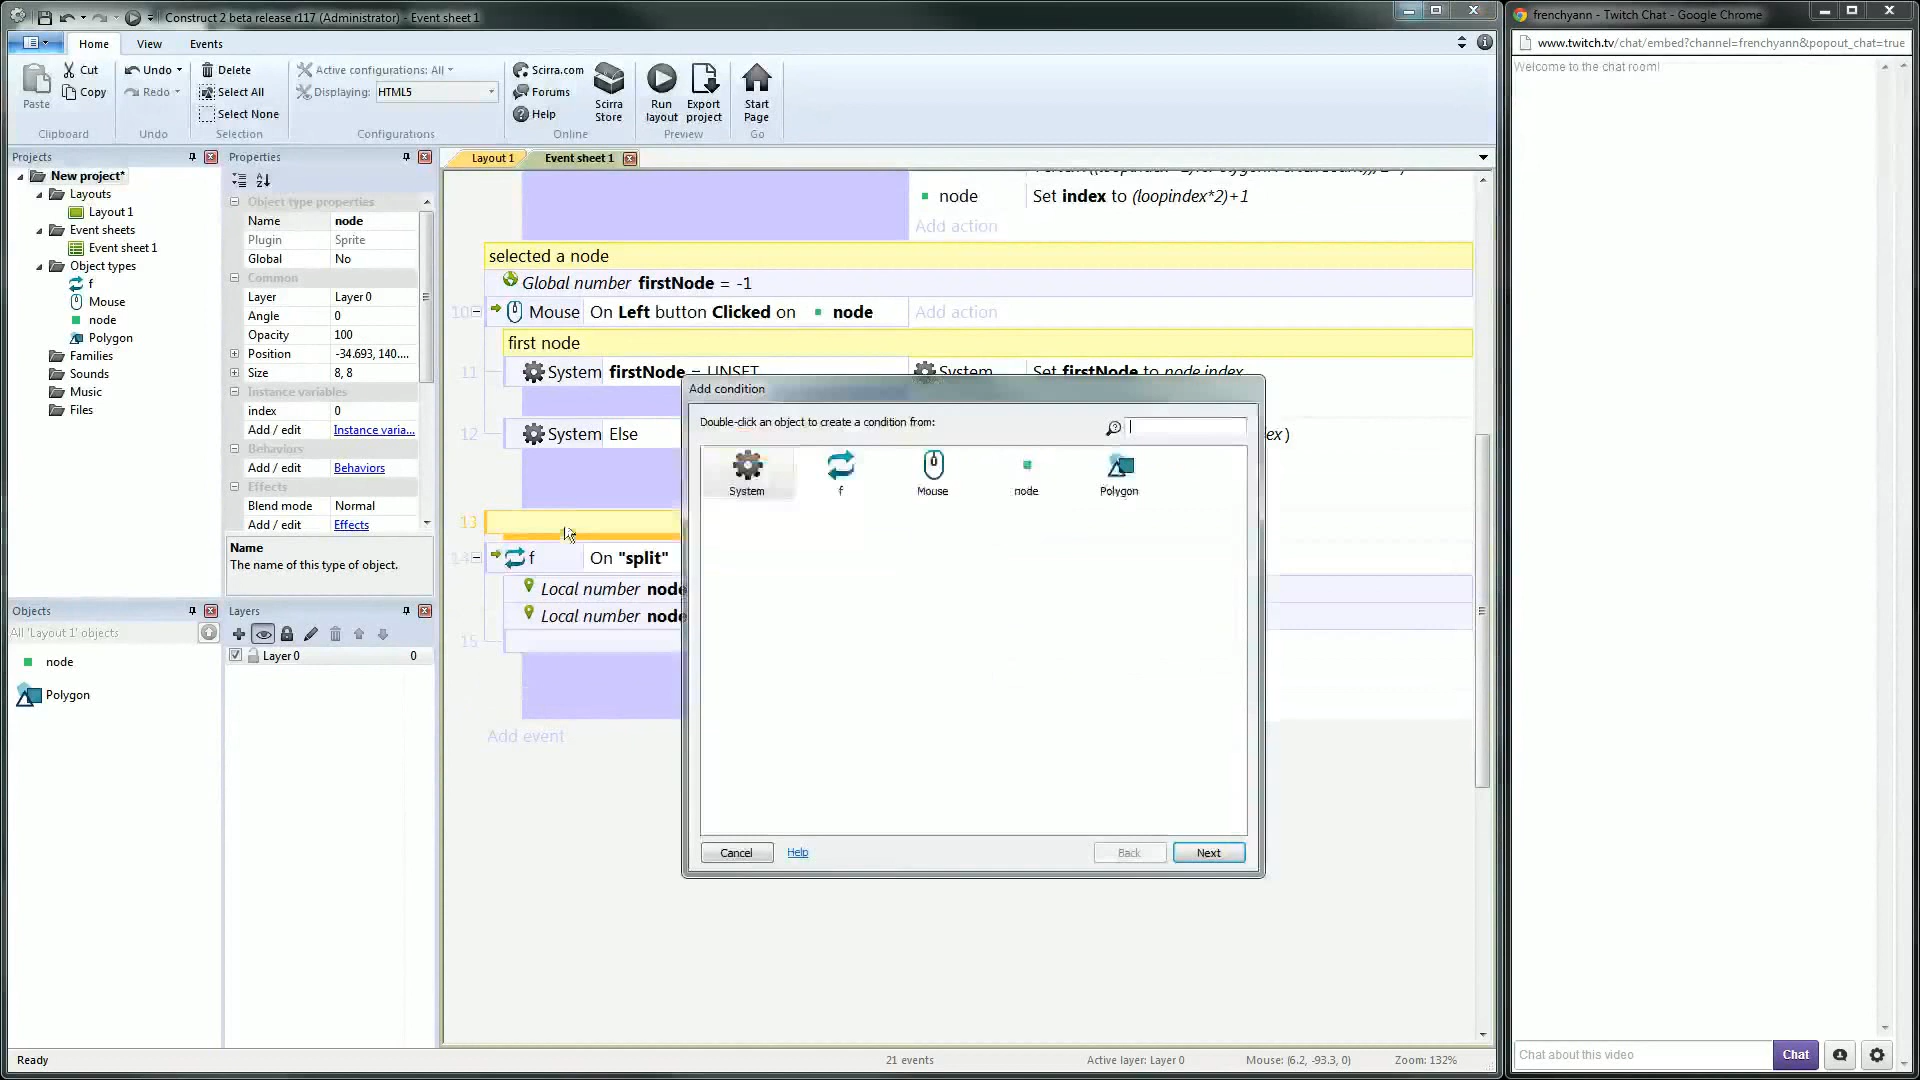 Construct 2 beta release r117 (Administrator) - Event sheet 1
Home View Events
Paste
Cut
Copy
Clipboard
Undo
Redo
Undo
Delete
Select All
Select None
Selection
Active configurations: All
Displaying: HTML5
Configurations
Scirra.com
Forums
Help
Scirra
Store
Online
Run
layout
Export
project
Preview
Start
Page
Go
Projects
New project*
Layouts
Layout 1
Event sheets
Event sheet 1
Object types
f
Mouse
node
Polygon
Families
Sounds
Music
Files
Properties
Object type properties
Name node
Plugin Sprite
Global No
Common
Layer Layer 0
Angle 0
Opacity 100
Position -34.693, 140....
Size 8, 8
Instance variables
index 0
Add / edit Instance varia...
Behaviors
Add / edit Behaviors
Effects
Blend mode Normal
Add / edit Effects
Name
The name of this type of object.
Objects
All 'Layout 1' objects
node
Polygon
Layers
Layer 0 0
Layout 1 Event sheet 1
node Set index to (loopindex*2)+1
Add action
selected a node
Global number firstNode = -1
10 Mouse On Left button Clicked on node Add action
first node
11 System firstNode = UNSET System Set firstNode to node.index
12 System Else ex )
13
14 f On "split"
Local number node
Local number node
15
Add event
Add condition
Double-click an object to create a condition from:
System f Mouse node Polygon
Cancel Help Back Next
Ready 21 events Active layer: Layer 0 Mouse: (6.2, -93.3, 0) Zoom: 132%
frenchyann - Twitch Chat - Google Chrome
www.twitch.tv/chat/embed?channel=frenchyann&popout_chat=true
Welcome to the chat room!
Chat about this video Chat